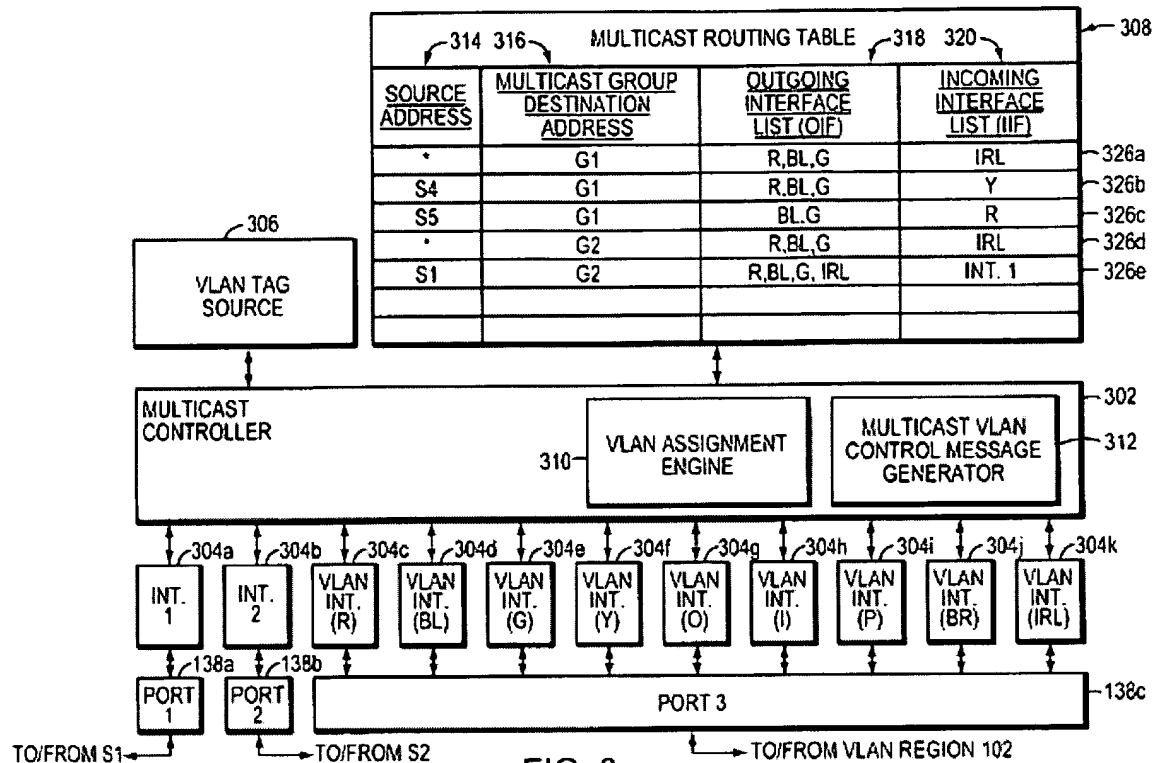 314 316 MULTICAST ROUTING TABLE 318 320 308
SOURCE ADDRESS
MULTICAST GROUP DESTINATION ADDRESS
OUTGOING INTERFACE LIST (OIF)
INCOMING INTERFACE LIST (IIF)
* G1 R,BL,G IRL 326a
S4 G1 R,BL,G Y 326b
S5 G1 BL.G R 326c
* G2 R,BL,G IRL 326d
S1 G2 R,BL,G, IRL INT. 1 326e
306
VLAN TAG
SOURCE
302
MULTICAST
CONTROLLER
310
VLAN ASSIGNMENT
ENGINE
MULTICAST VLAN
CONTROL MESSAGE
GENERATOR
312
304a 304b 304c 304d 304e 304f 304g 304h 304i 304j 304k
INT. 1
INT. 2
VLAN INT. (R)
VLAN INT. (BL)
VLAN INT. (G)
VLAN INT. (Y)
VLAN INT. (O)
VLAN INT. (I)
VLAN INT. (P)
VLAN INT. (BR)
VLAN INT. (IRL)
138a 138b
PORT 1
PORT 2
PORT 3
138c
TO/FROM S1 TO/FROM S2 TO/FROM VLAN REGION 102